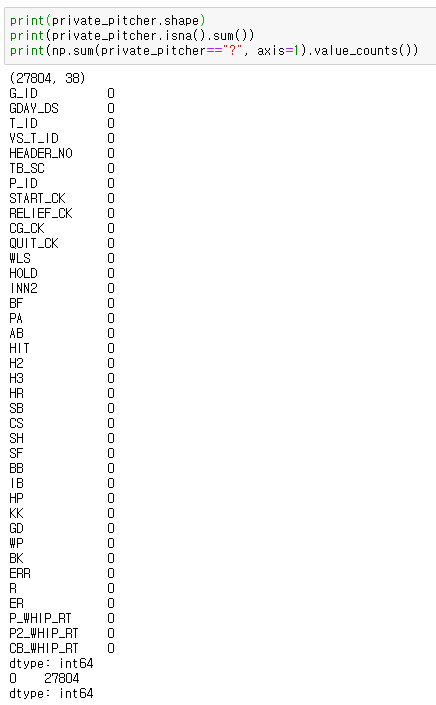 print(private_pitcher.shape)
print(private_pitcher.isna().sum())
print(np.sum(private_pitcher=="?", axis=1).value_counts())
(27804, 38)
G_ID 0
GDAY_DS 0
T_ID 0
VS_T_ID 0
HEADER_NO 0
TB_SC 0
P_ID 0
START_CK 0
RELIEF_CK 0
CG_CK 0
QUIT_CK 0
WLS 0
HOLD 0
INN2 0
BF 0
PA 0
AB 0
HIT 0
H2 0
H3 0
HR 0
SB 0
CS 0
SH 0
SF 0
BB 0
IB 0
HP 0
KK 0
GD 0
WP 0
BK 0
ERR 0
R 0
ER 0
P_WHIP_RT 0
P2_WHIP_RT 0
CB_WHIP_RT 0
dtype: int64
0 27804
dtype: int64